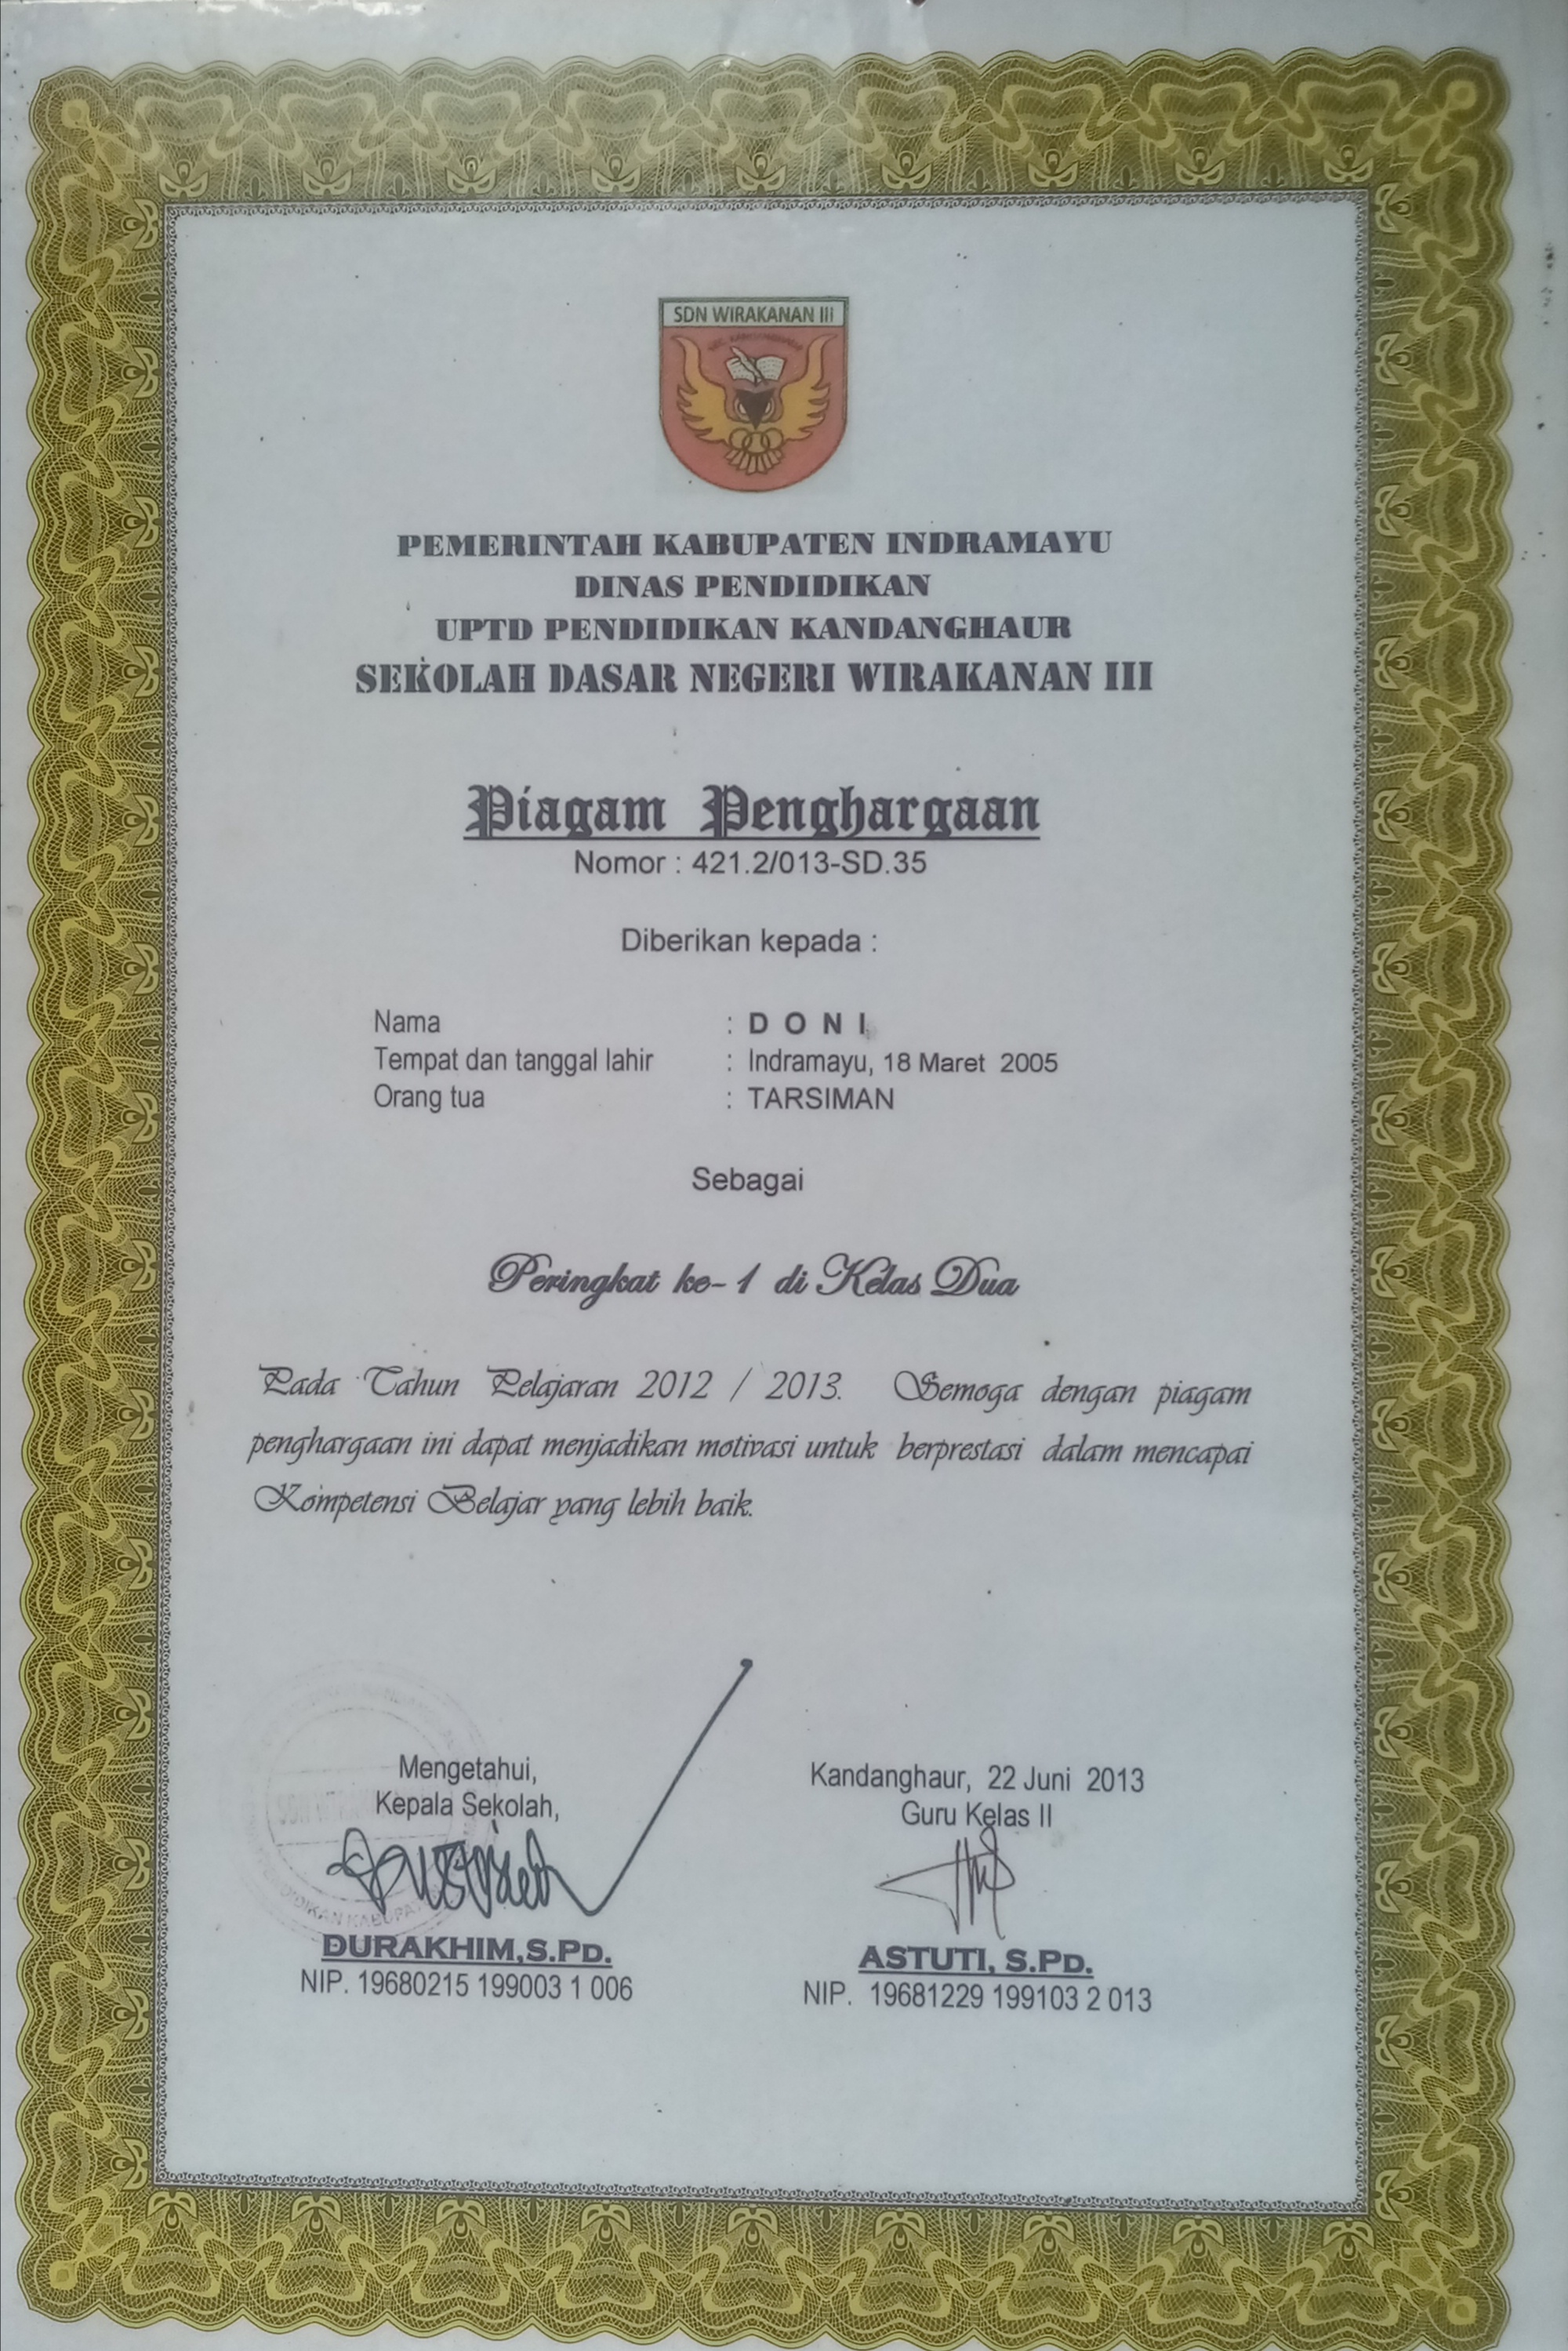 SDN WIRAKANAN III
PEMERINTAH KABUPATEN INDRAMAYU
DINAS PENDIDIKAN
UPTD PENDIDIKAN KANDANGHAUR
SEKOLAH DASAR NEGERI WIRAKANAN III
Piagam Penghargaan
Nomor : 421.2/013-SD.35
Diberikan kepada :
Nama : D O N I
Tempat dan tanggal lahir : Indramayu, 18 Maret 2005
Orang tua : TARSIMAN
Sebagai
Peringkat ke- 1 di Kelas Dua
Pada Tahun Pelajaran 2012 / 2013. Semoga dengan piagam
penghargaan ini dapat menjadikan motivasi untuk berprestasi dalam mencapai
Kompetensi Belajar yang lebih baik.
Mengetahui,
Kepala Sekolah,
DURAKHIM,S.PD.
NIP. 19680215 199003 1 006
Kandanghaur, 22 Juni 2013
Guru Kelas II
ASTUTI, S.PD.
NIP. 19681229 199103 2 013